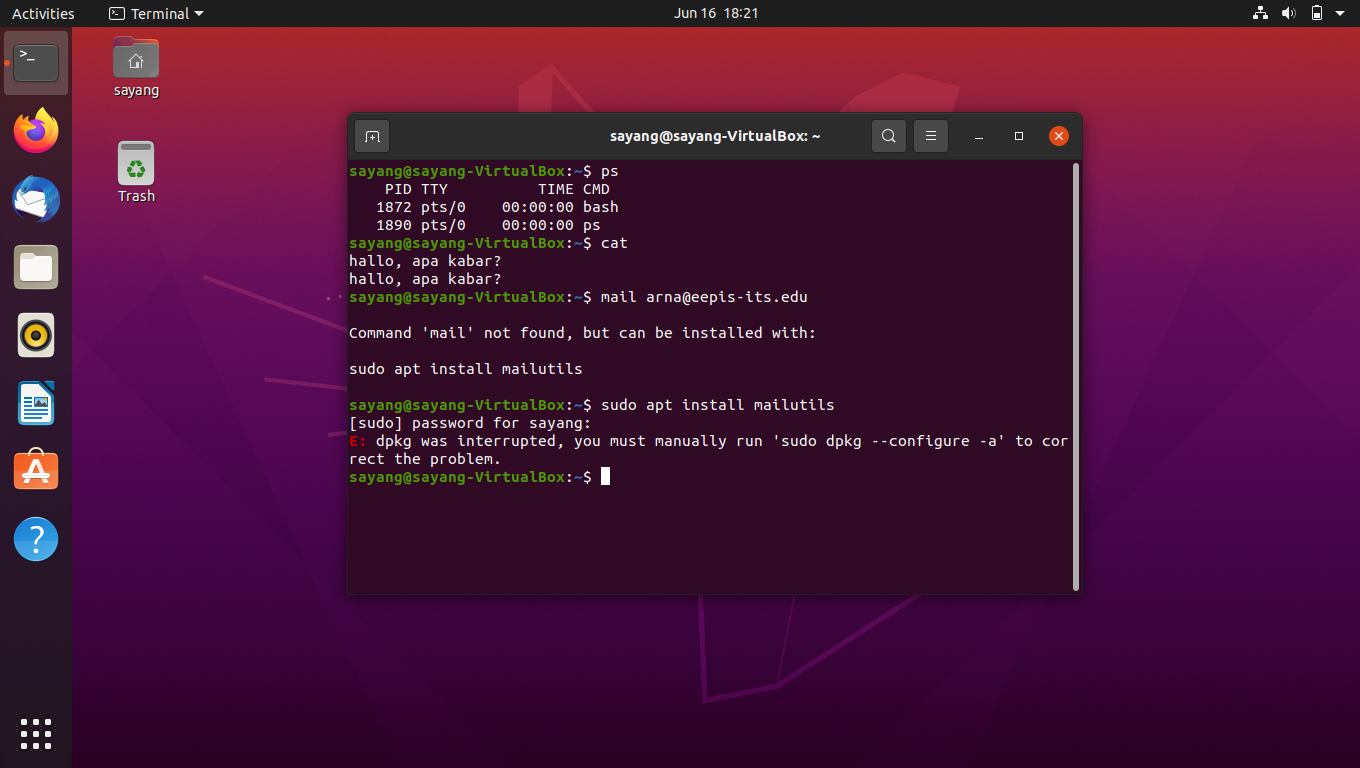 Activities
Terminal
Jun 16 18:21
sayang
Trash
sayang@sayang-VirtualBox: ~
sayang@sayang-VirtualBox:~$ ps
PID TTY TIME CMD
1872 pts/0 00:00:00 bash
1890 pts/0 00:00:00 ps
sayang@sayang-VirtualBox:~$ cat
hallo, apa kabar?
hallo, apa kabar?
sayang@sayang-VirtualBox:~$ mail arna@eepis-its.edu
Command 'mail' not found, but can be installed with:
sudo apt install mailutils
sayang@sayang-VirtualBox:~$ sudo apt install mailutils
[sudo] password for sayang:
E: dpkg was interrupted, you must manually run 'sudo dpkg --configure -a' to cor
rect the problem.
sayang@sayang-VirtualBox:~$